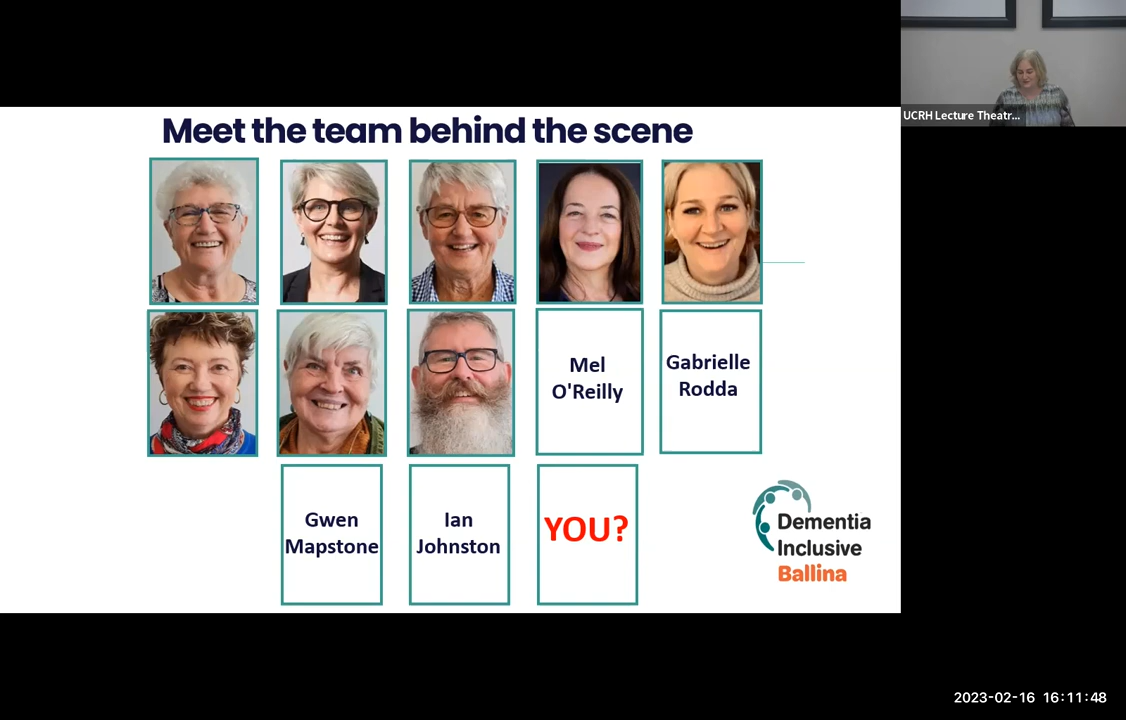 UCRH Lecture Theatr...
Meet the team behind the scene
Mel
O'Reilly
Gabrielle
Rodda
Gwen
Mapstone
Ian
Johnston
YOU?
Dementia
Inclusive
Ballina
2023-02-16 16:11:48